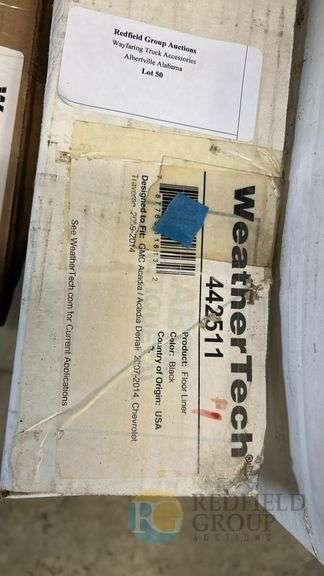 Redfield Group Auctions
Wayfaring Truck Accessories
Albertville Alabama
Lot 50
WeatherTech®
442511
Product: Floor Liner
Color: Black
Country of Origin: USA
Designed to Fit: GMC Acadia / Acadia Denali 2007-2014, Chevrolet
Traverse 2009-2014
See WeatherTech.com for Current Applications
RG
REDFIELD
GROUP
AUCTIONS